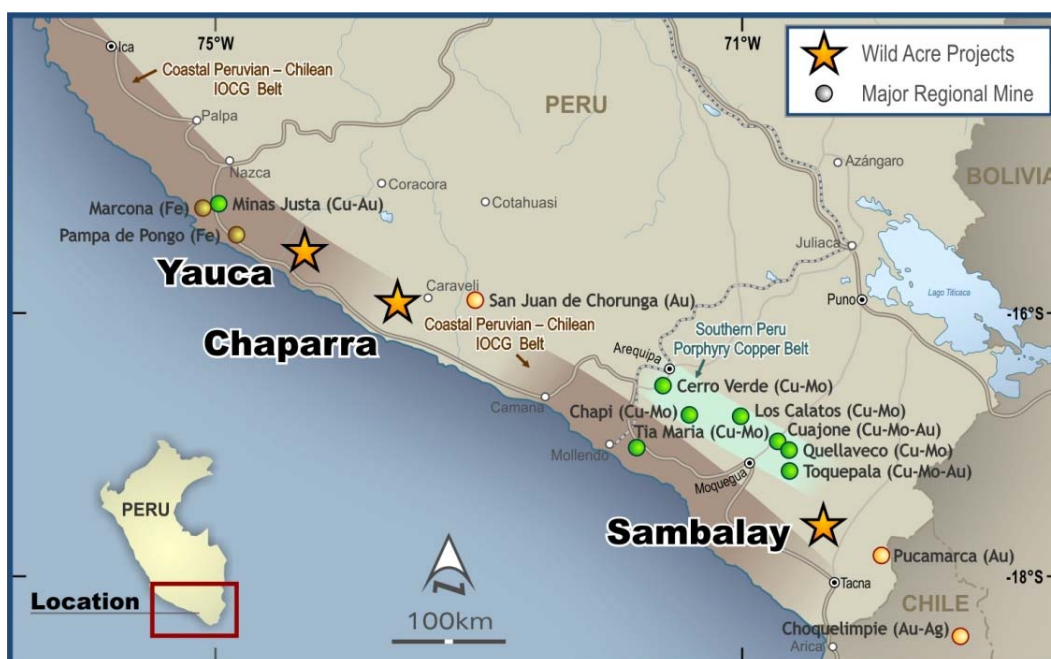 75°W
71°W
Ica
Coastal Peruvian – Chilean
IOCG Belt
PERU
Wild Acre Projects
Major Regional Mine
Palpa
Nazca
Azángaro
BOLIVIA
Coracora
Cotahuasi
Marcona (Fe)
Minas Justa (Cu-Au)
Pampa de Pongo (Fe)
Juliaca
Yauca
Lago Titicaca
Caraveli
San Juan de Chorunga (Au)
Puno
-16°S
Chaparra
Coastal Peruvian – Chilean
IOCG Belt
Southern Peru
Porphyry Copper Belt
Arequipa
Cerro Verde (Cu-Mo)
Camana
Chapi (Cu-Mo)
Los Calatos (Cu-Mo)
Tia Maria (Cu-Mo)
Cuajone (Cu-Mo-Au)
Mollendo
Quellaveco (Cu-Mo)
Moquegua
Toquepala (Cu-Mo-Au)
PERU
Sambalay
Pucamarca (Au)
Location
Tacna
-18°S
N
100km
CHILE
Choquelimpie (Au-Ag)
Arica